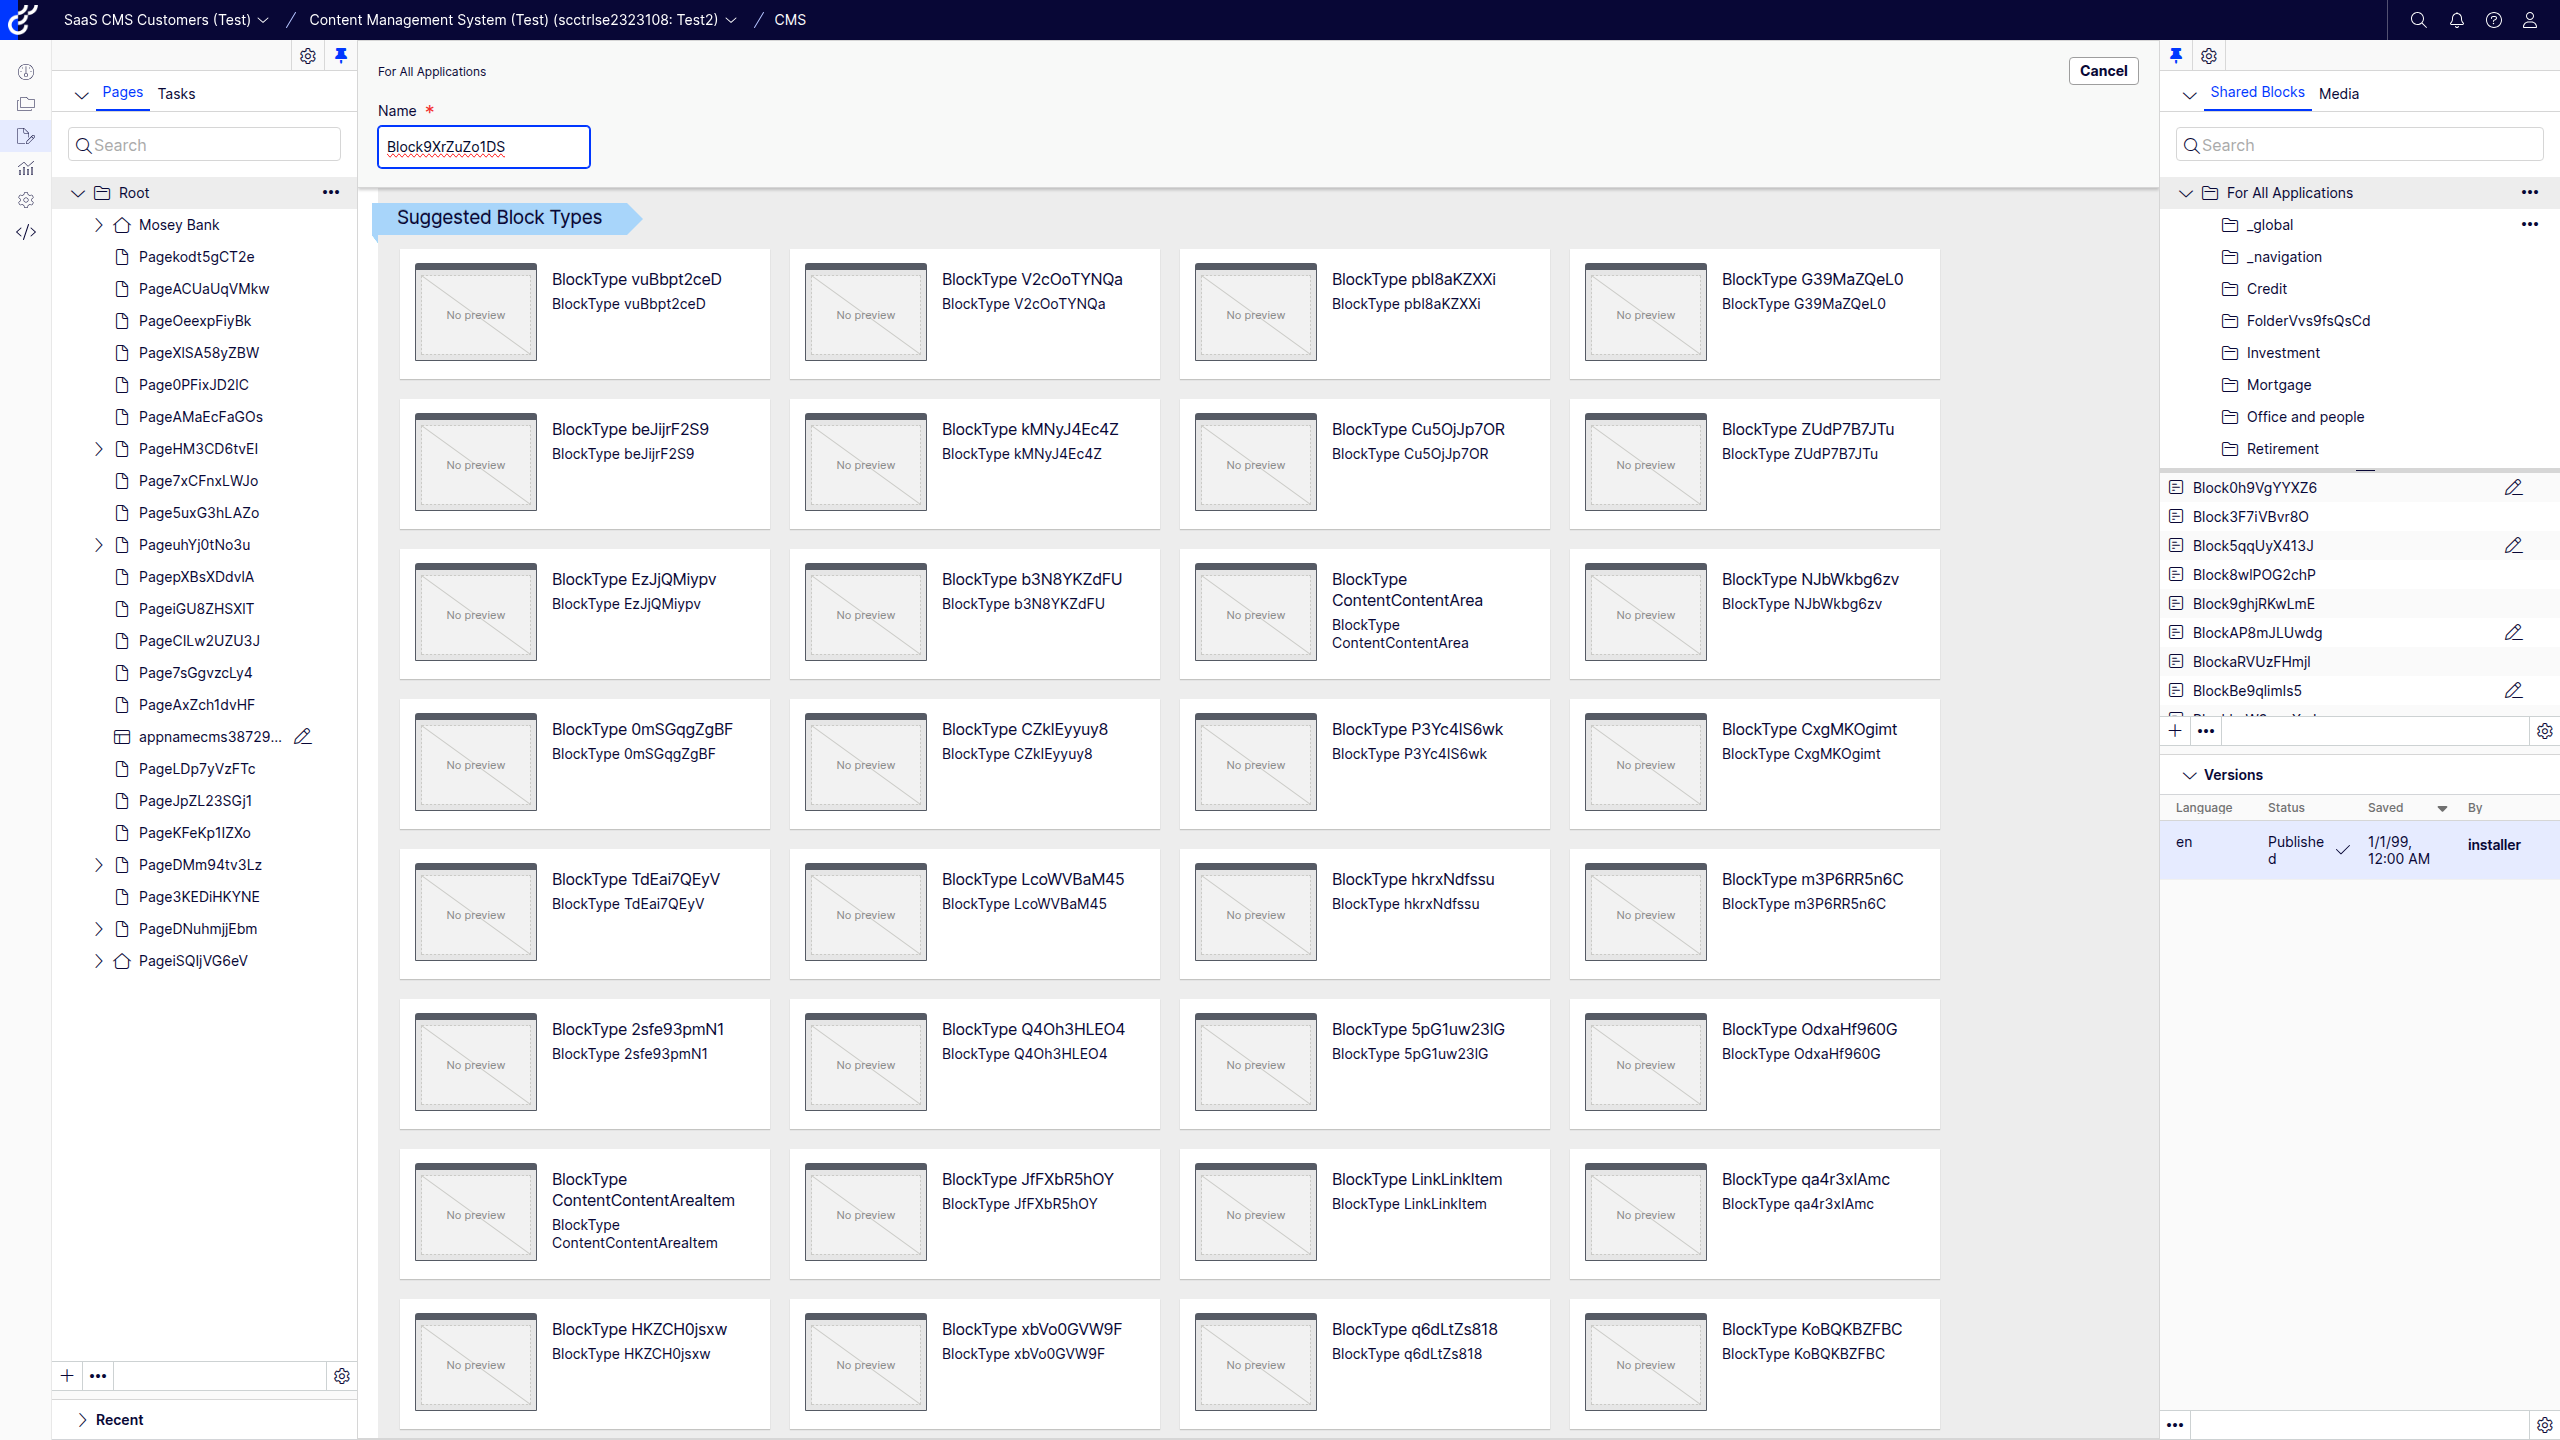 SaaS CMS Customers (Test)
Content Management System (Test) (scctrlse2323108: Test2)
CMS
Pages
Tasks
Search
Root
Mosey Bank
Pagekodt5gCT2e
PageACUaUqVMkw
PageOeexpFiyBk
PageXISA58yZBW
Page0PFixJD2IC
PageAMaEcFaGOs
PageHM3CD6tvEI
Page7xCFnxLWJo
Page5uxG3hLAZo
PageuhYj0tNo3u
PagepXBsXDdvIA
PageiGU8ZHSXIT
PageCILw2UZU3J
Page7sGgvzcLy4
PageAxZch1dvHF
appnamecms38729...
PageLDp7yVzFTc
PageJpZL23SGj1
PageKFeKp1IZXo
PageDMm94tv3Lz
Page3KEDiHKYNE
PageDNuhmjjEbm
PageiSQIjVG6eV
Recent
For All Applications
Cancel
Name *
Block9XrZuZo1DS
Suggested Block Types
No preview
BlockType vuBbpt2ceD
BlockType vuBbpt2ceD
No preview
BlockType V2cOoTYNQa
BlockType V2cOoTYNQa
No preview
BlockType pbI8aKZXXi
BlockType pbI8aKZXXi
No preview
BlockType G39MaZQeL0
BlockType G39MaZQeL0
No preview
BlockType beJijrF2S9
BlockType beJijrF2S9
No preview
BlockType kMNyJ4Ec4Z
BlockType kMNyJ4Ec4Z
No preview
BlockType Cu5OjJp7OR
BlockType Cu5OjJp7OR
No preview
BlockType ZUdP7B7JTu
BlockType ZUdP7B7JTu
No preview
BlockType EzJjQMiypv
BlockType EzJjQMiypv
No preview
BlockType b3N8YKZdFU
BlockType b3N8YKZdFU
No preview
BlockType
ContentContentArea
BlockType
ContentContentArea
No preview
BlockType NJbWkbg6zv
BlockType NJbWkbg6zv
No preview
BlockType 0mSGqgZgBF
BlockType 0mSGqgZgBF
No preview
BlockType CZkIEyyuy8
BlockType CZkIEyyuy8
No preview
BlockType P3Yc4IS6wk
BlockType P3Yc4IS6wk
No preview
BlockType CxgMKOgimt
BlockType CxgMKOgimt
No preview
BlockType TdEai7QEyV
BlockType TdEai7QEyV
No preview
BlockType LcoWVBaM45
BlockType LcoWVBaM45
No preview
BlockType hkrxNdfssu
BlockType hkrxNdfssu
No preview
BlockType m3P6RR5n6C
BlockType m3P6RR5n6C
No preview
BlockType 2sfe93pmN1
BlockType 2sfe93pmN1
No preview
BlockType Q4Oh3HLEO4
BlockType Q4Oh3HLEO4
No preview
BlockType 5pG1uw23lG
BlockType 5pG1uw23lG
No preview
BlockType OdxaHf960G
BlockType OdxaHf960G
No preview
BlockType
ContentContentAreaItem
BlockType
ContentContentAreaItem
No preview
BlockType JfFXbR5hOY
BlockType JfFXbR5hOY
No preview
BlockType LinkLinkItem
BlockType LinkLinkItem
No preview
BlockType qa4r3xIAmc
BlockType qa4r3xIAmc
No preview
BlockType HKZCH0jsxw
BlockType HKZCH0jsxw
No preview
BlockType xbVo0GVW9F
BlockType xbVo0GVW9F
No preview
BlockType q6dLtZs818
BlockType q6dLtZs818
No preview
BlockType KoBQKBZFBC
BlockType KoBQKBZFBC
Shared Blocks
Media
Search
For All Applications
_global
_navigation
Credit
FolderVvs9fsQsCd
Investment
Mortgage
Office and people
Retirement
Block0h9VgYYXZ6
Block3F7iVBvr8O
Block5qqUyX413J
Block8wIPOG2chP
Block9ghjRKwLmE
BlockAP8mJLUwdg
BlockaRVUzFHmjI
BlockBe9qlimIs5
Versions
Language Status Saved By
en
Publishe
d
1/1/99,
12:00 AM
installer